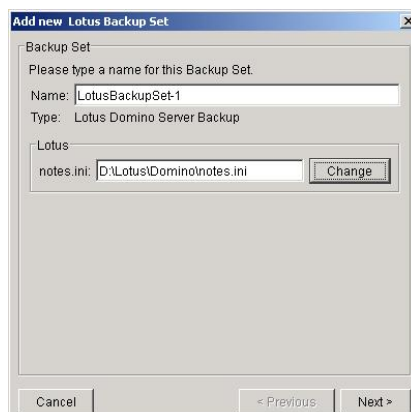 Add new Lotus Backup Set
Backup Set
Please type a name for this Backup Set.
Name: LotusBackupSet-1
Type: Lotus Domino Server Backup
Lotus
notes.ini: D:\Lotus\Domino\notes.ini Change
Cancel < Previous Next >